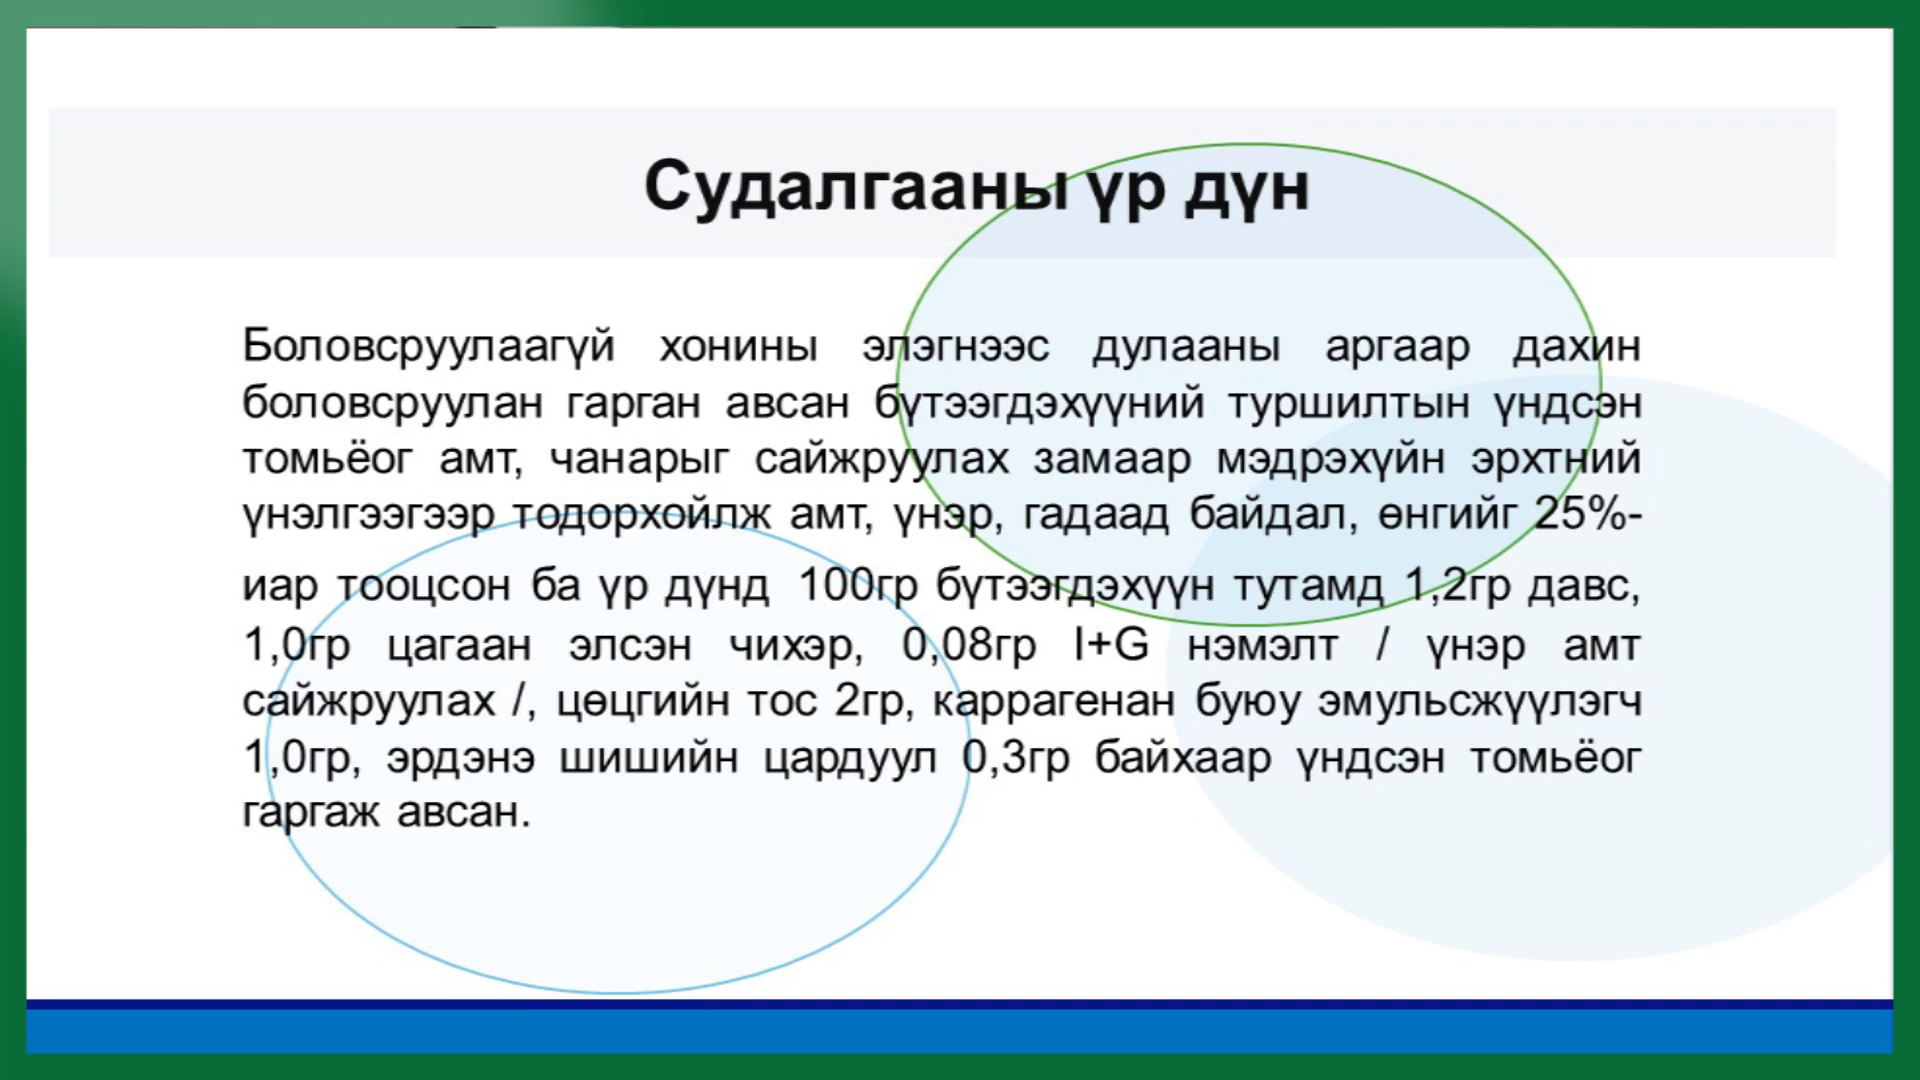 Судалгааны үр дүн
Боловсруулаагүй хонины элэгнээс дулааны аргаар дахин
боловсруулан гарган авсан бүтээгдэхүүний туршилтын үндсэн
томьёог амт, чанарыг сайжруулах замаар мэдрэхүйн эрхтний
үнэлгээгээр тодорхойлж амт, үнэр, гадаад байдал, өнгийг 25%-
иар тооцсон ба үр дүнд 100гр бүтээгдэхүүн тутамд 1,2гр давс,
1,0гр цагаан элсэн чихэр, 0,08гр I+G нэмэлт / үнэр амт
сайжруулах /, цөцгийн тос 2гр, каррагенан буюу эмульсжүүлэгч
1,0гр, эрдэнэ шишийн цардуул 0,3гр байхаар үндсэн томьёог
гаргаж авсан.